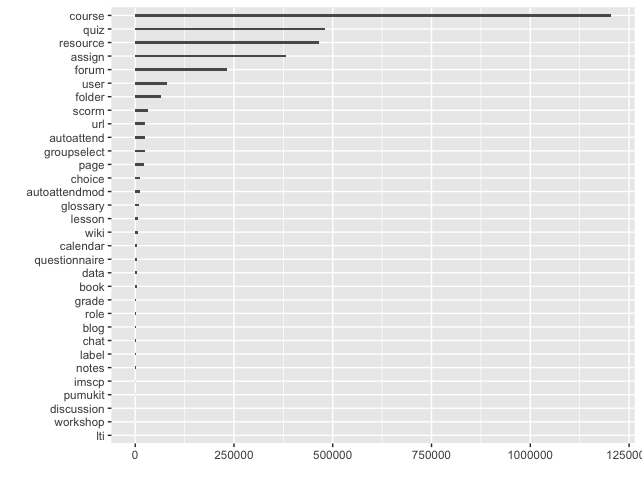 course
quiz
resource
assign
forum
user
folder
scorm
url
autoattend
groupselect
page
choice
autoattendmod
glossary
lesson
wiki
calendar
questionnaire
data
book
grade
role
blog
chat
label
notes
imscp
pumukit
discussion
workshop
lti
0 250000 500000 750000 1000000 125000